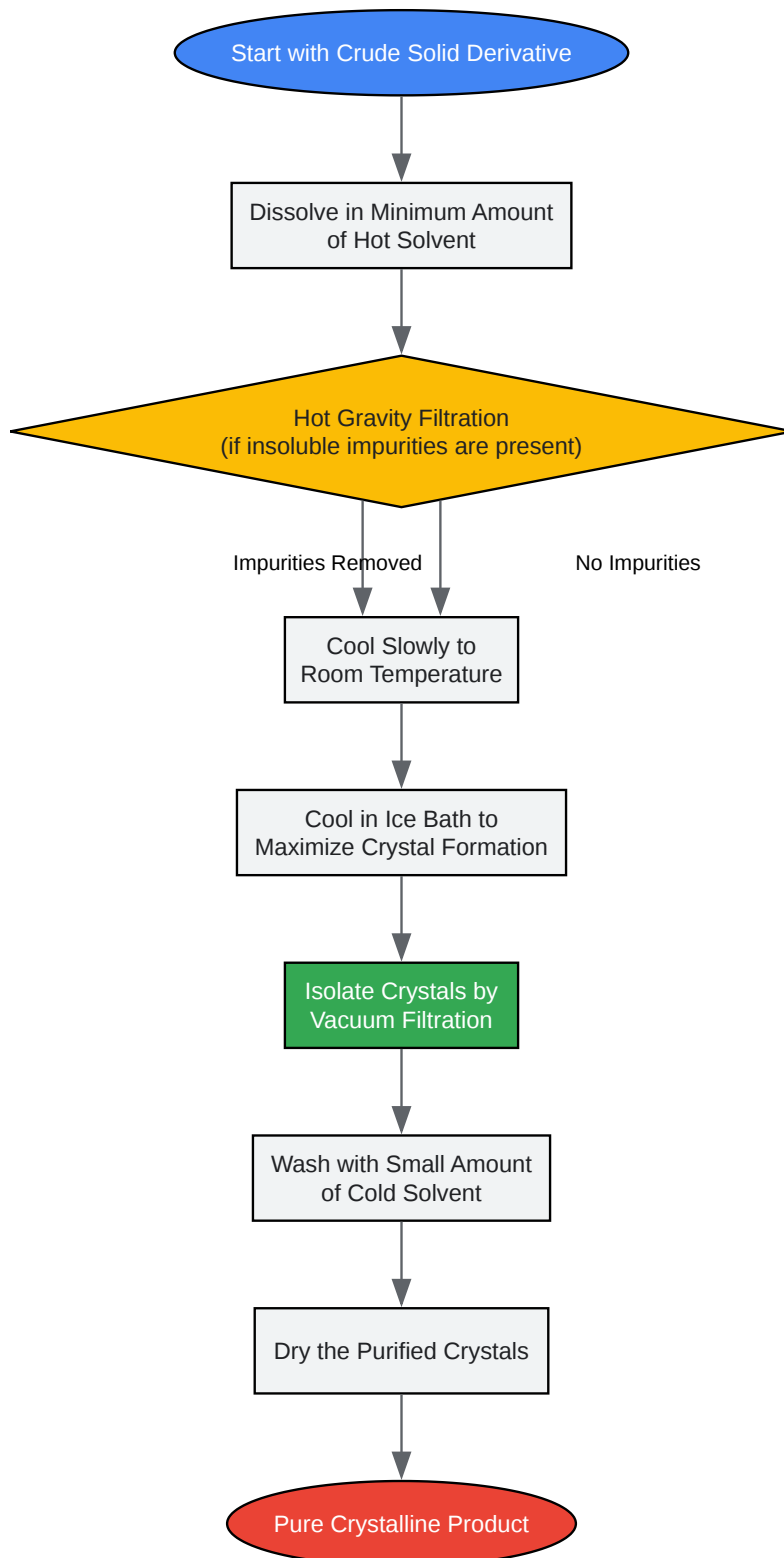 Start with Crude Solid Derivative
Dissolve in Minimum Amount
of Hot Solvent
Hot Gravity Filtration
(if insoluble impurities are present)
Impurities Removed
No Impurities
Cool Slowly to
Room Temperature
Cool in Ice Bath to
Maximize Crystal Formation
Isolate Crystals by
Vacuum Filtration
Wash with Small Amount
of Cold Solvent
Dry the Purified Crystals
Pure Crystalline Product